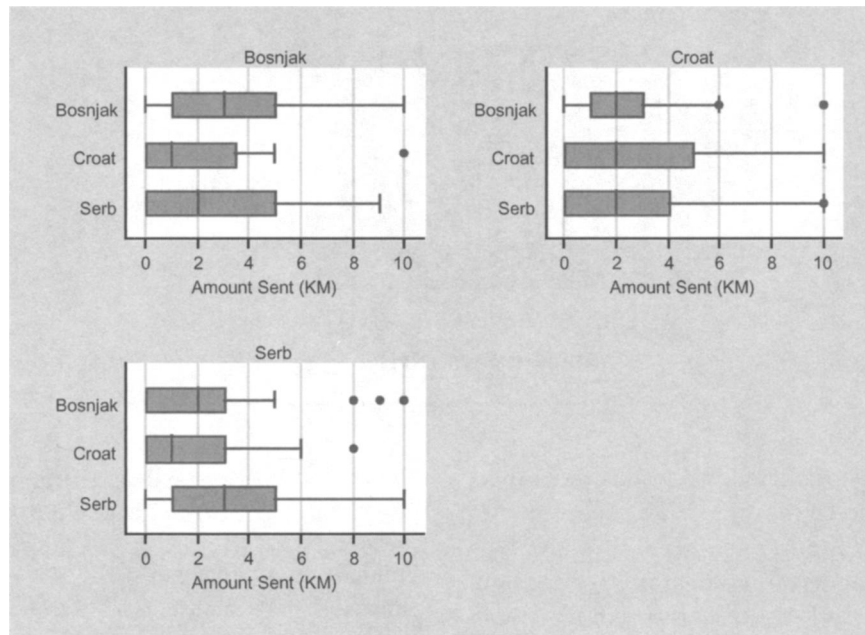 Bosnjak
Bosnjak
Croat
Serb
0 2 4 6 8 10
Amount Sent (KM)
Croat
Bosnjak
Croat
Serb
0 2 4 6 8 10
Amount Sent (KM)
Serb
Bosnjak
Croat
Serb
0 2 4 6 8 10
Amount Sent (KM)